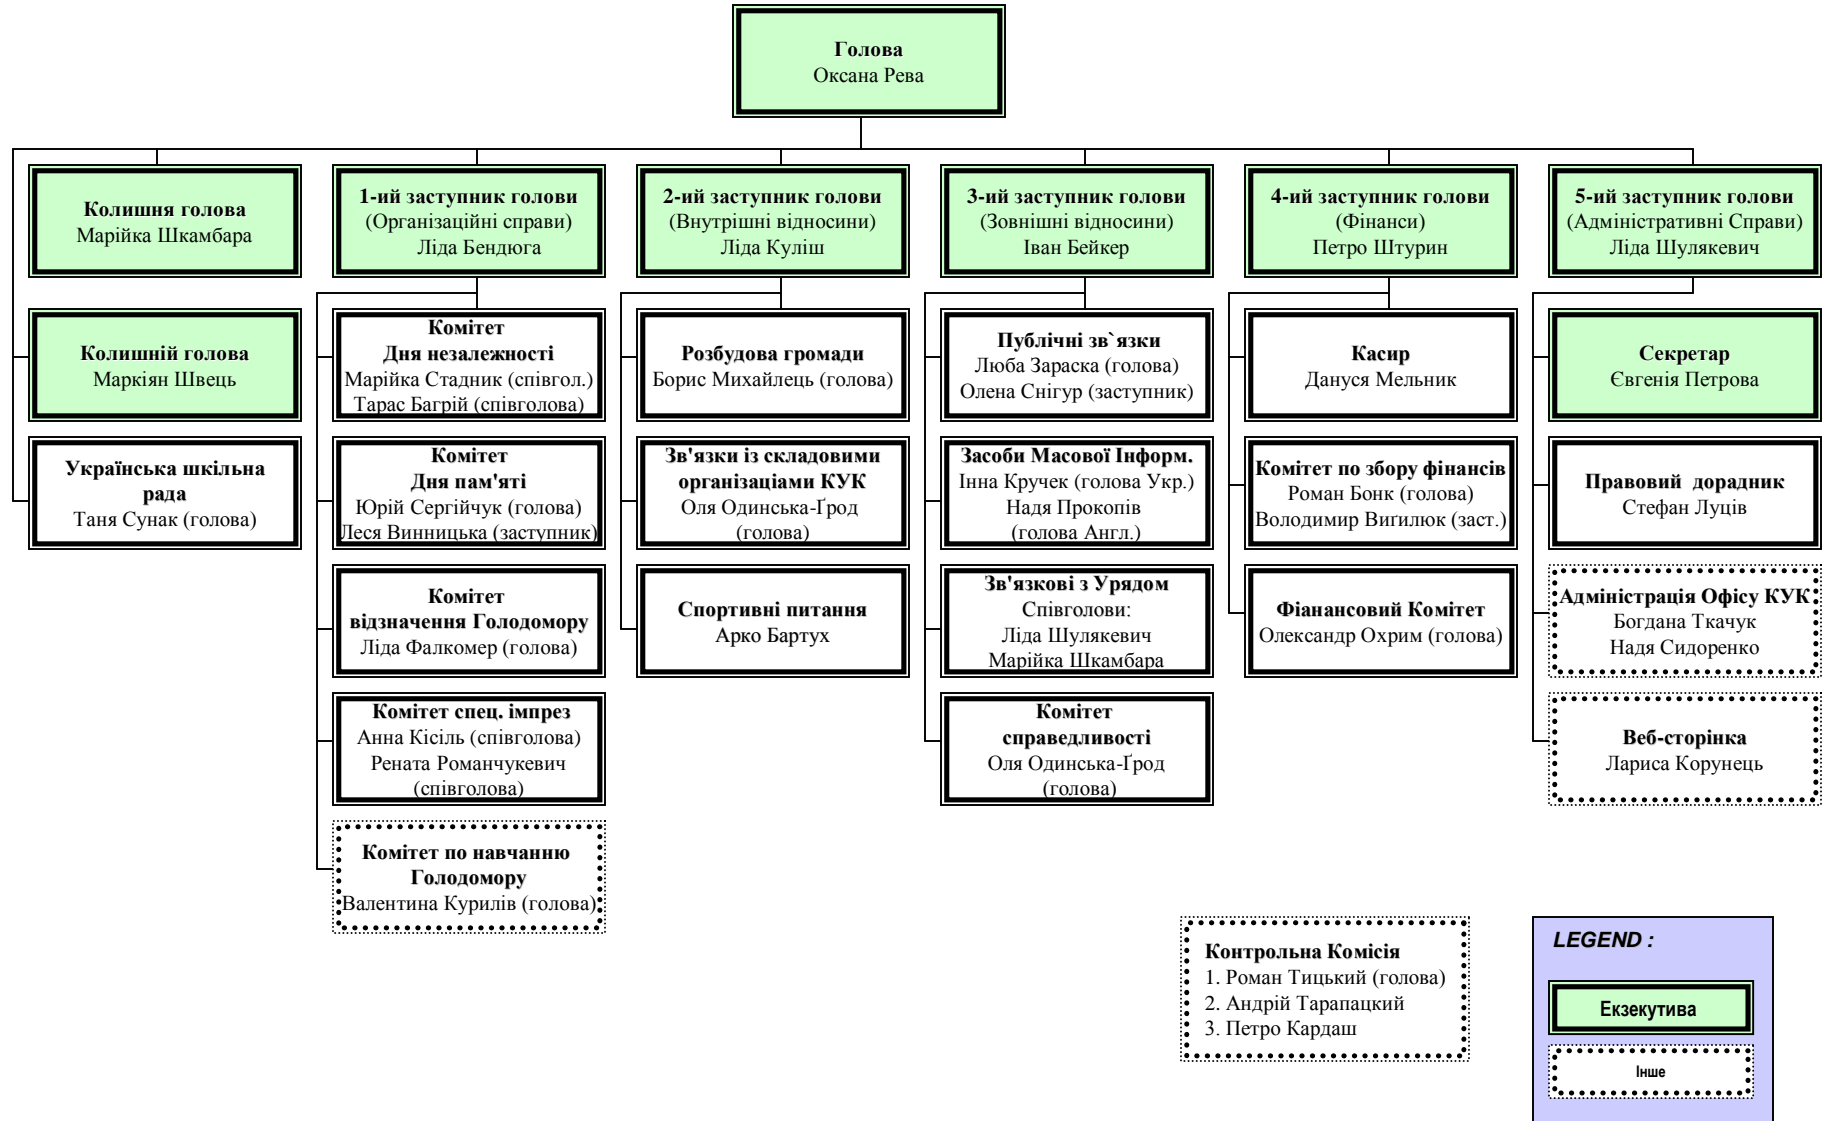 Голова
Оксана Рева
Колишня голова
Марійка Шкамбара
1-ий заступник голови
(Організаційні справи)
Ліда Бендюга
2-ий заступник голови
(Внутрішні відносини)
Ліда Куліш
3-ий заступник голови
(Зовнішні відносини)
Іван Бейкер
4-ий заступник голови
(Фінанси)
Петро Штурин
5-ий заступник голови
(Адміністративні Справи)
Ліда Шулякевич
Колишній голова
Маркіян Швець
Комітет
Дня незалежності
Марійка Стадник (співгол.)
Тарас Багрій (співголова)
Розбудова громади
Борис Михайлець (голова)
Публічні зв`язки
Люба Зараска (голова)
Олена Снігур (заступник)
Касир
Дануся Мельник
Секретар
Євгенія Петрова
Українська шкільна
рада
Таня Сунак (голова)
Комітет
Дня пам'яті
Юрій Сергійчук (голова)
Леся Винницька (заступник)
Зв'язки із складовими
організаціами КУК
Оля Одинська-Ґрод
(голова)
Засоби Масової Інформ.
Інна Кручек (голова Укр.)
Надя Прокопів
(голова Англ.)
Комітет по збору фінансів
Роман Бонк (голова)
Володимир Виґилюк (заст.)
Правовий дорадник
Стефан Луців
Комітет
відзначення Голодомору
Ліда Фалкомер (голова)
Спортивні питання
Арко Бартух
Зв'язкові з Урядом
Співголови:
Ліда Шулякевич
Марійка Шкамбара
Фіанансовий Комітет
Олександр Охрим (голова)
Адміністрація Офісу КУК
Богдана Ткачук
Надя Сидоренко
Комітет спец. імпрез
Анна Кісіль (співголова)
Рената Романчукевич
(співголова)
Комітет
справедливості
Оля Одинська-Ґрод
(голова)
Веб-сторінка
Лариса Корунець
Комітет по навчанню
Голодомору
Валентина Курилів (голова)
Контрольна Комісія
1. Роман Тицький (голова)
2. Андрій Тарапацкий
3. Петро Кардаш
LEGEND :
Екзекутива
Інше